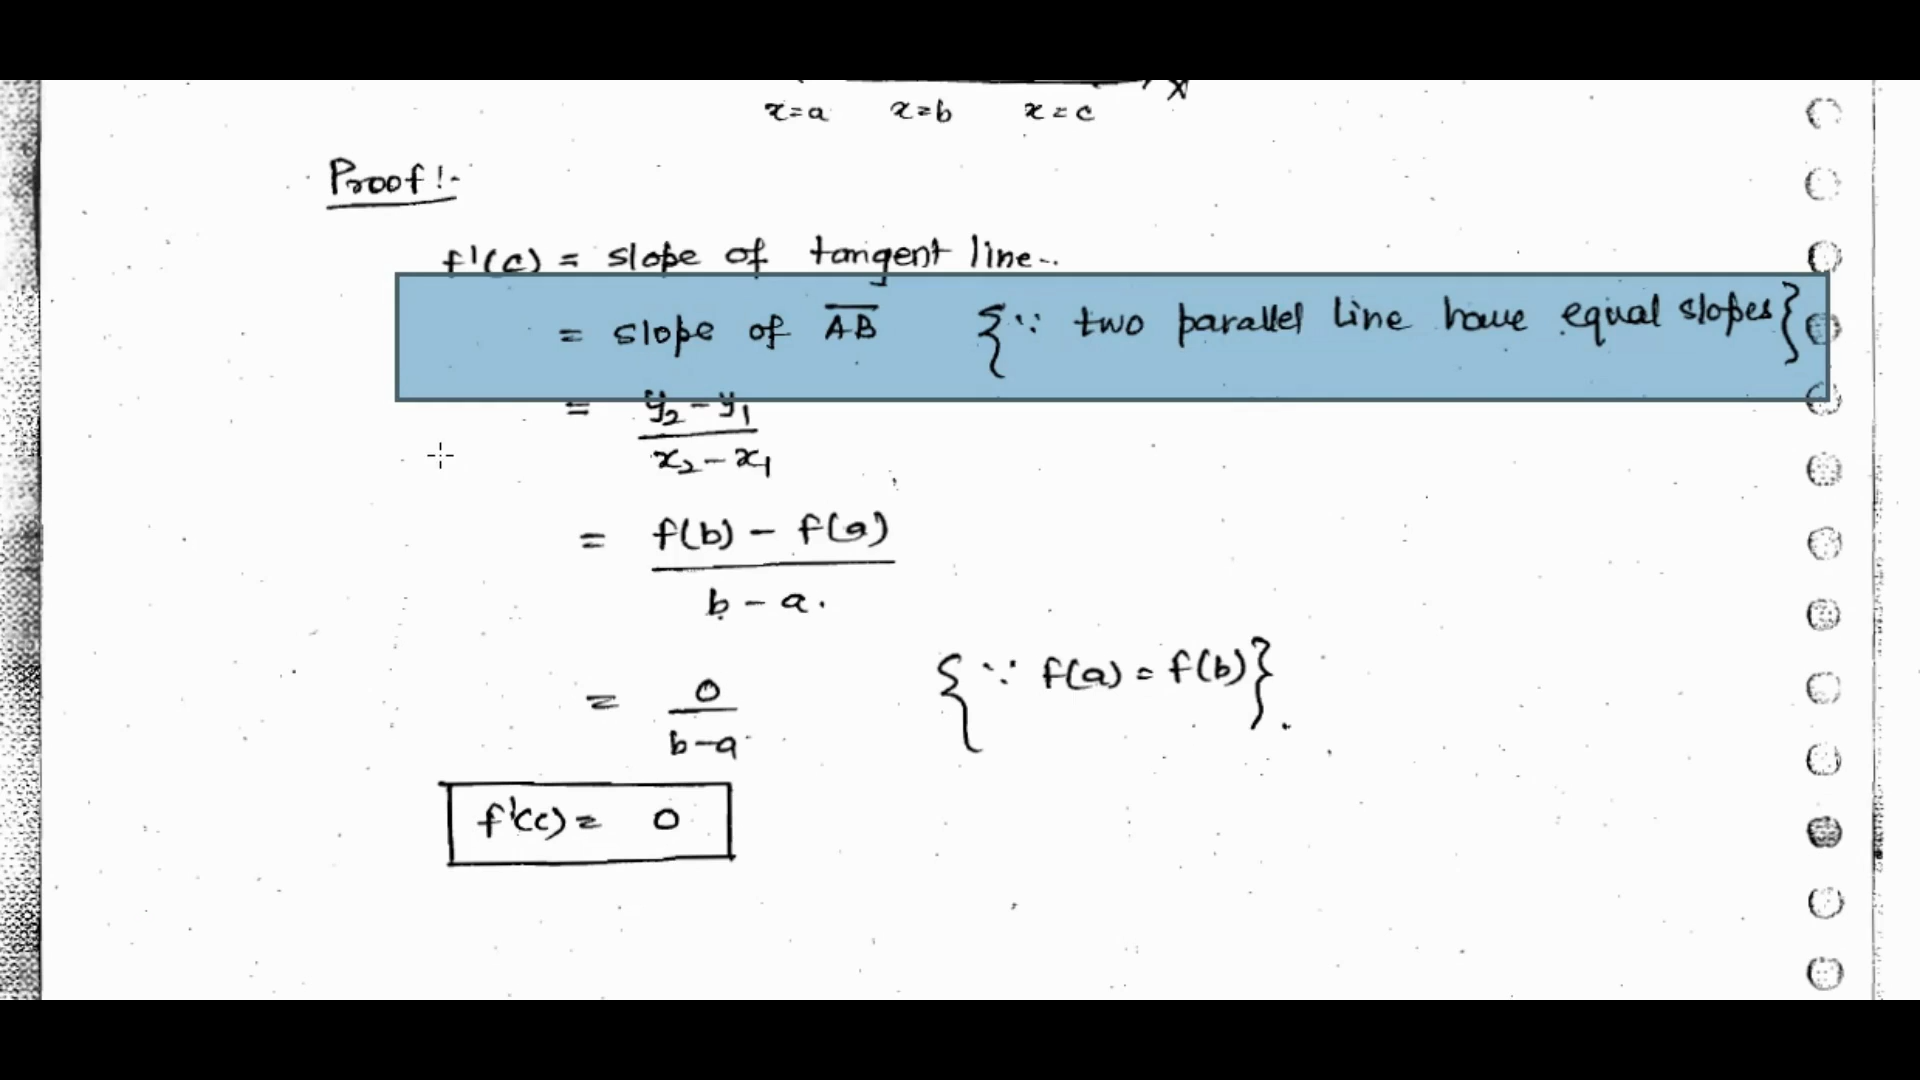 x
x=a x=b x=c
Proof:-
f'(c) = slope of tangent line..
= slope of AB {∵ two parallel line have equal slopes}
= y2 - y1
x2 - x1
= f(b) - f(a)
b - a.
= 0 {∵ f(a) = f(b)}.
b-a
f'(c) = 0